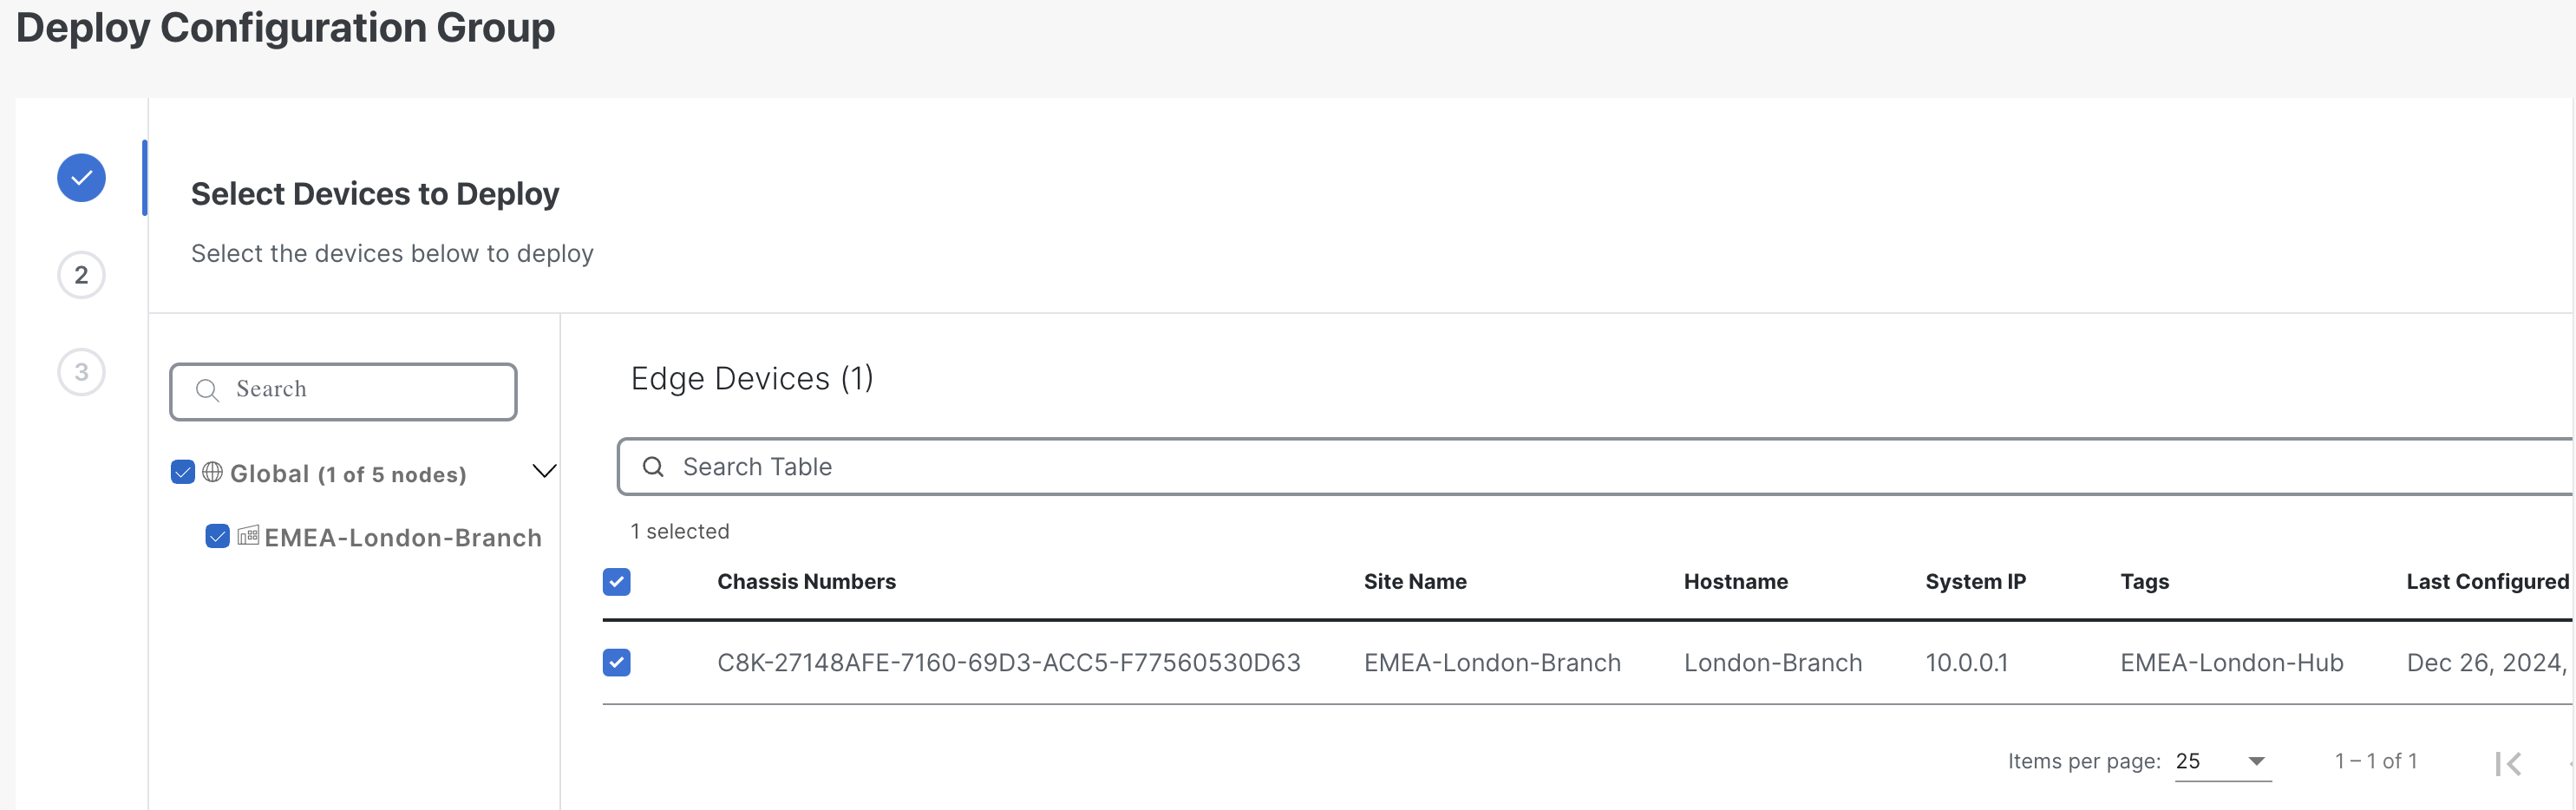 Deploy Configuration Group
Select Devices to Deploy
Select the devices below to deploy
2
3
Search
Global (1 of 5 nodes)
EMEA-London-Branch
Edge Devices (1)
Search Table
1 selected
Chassis Numbers Site Name Hostname System IP Tags Last Configured
C8K-27148AFE-7160-69D3-ACC5-F77560530D63 EMEA-London-Branch London-Branch 10.0.0.1 EMEA-London-Hub Dec 26, 2024,
Items per page: 25 1 – 1 of 1